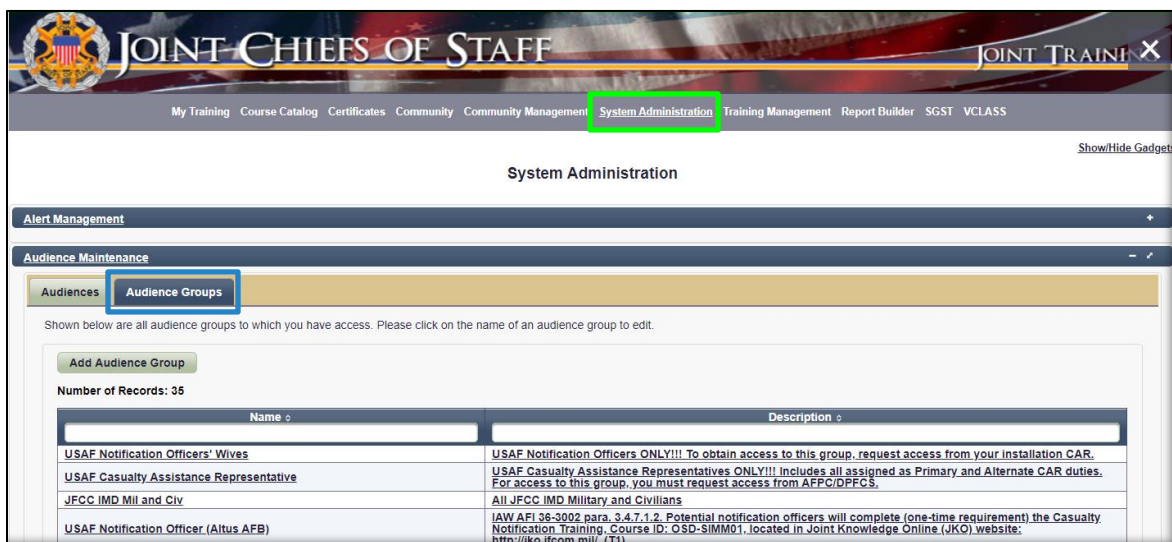 JOINT CHIEFS OF STAFF
JOINT TRAININ
My Training Course Catalog Certificates Community Community Management System Administration Training Management Report Builder SGST VCLASS
Show/Hide Gadgets
System Administration
Alert Management
Audience Maintenance
Audiences Audience Groups
Shown below are all audience groups to which you have access. Please click on the name of an audience group to edit.
Add Audience Group
Number of Records: 35
Name Description
USAF Notification Officers' Wives USAF Notification Officers ONLY!!! To obtain access to this group, request access from your installation CAR.
USAF Casualty Assistance Representative USAF Casualty Assistance Representatives ONLY!!! Includes all assigned as Primary and Alternate CAR duties.
For access to this group, you must request access from AFPC/DPFCS.
JFCC IMD Mil and Civ All JFCC IMD Military and Civilians
USAF Notification Officer (Altus AFB) IAW AFI 36-3002 para. 3.4.7.1.2. Potential notification officers will complete (one-time requirement) the Casualty
Notification Training, Course ID: OSD-SIMM01, located in Joint Knowledge Online (JKO) website:
http://jko.jfcom.mil/. (T1)